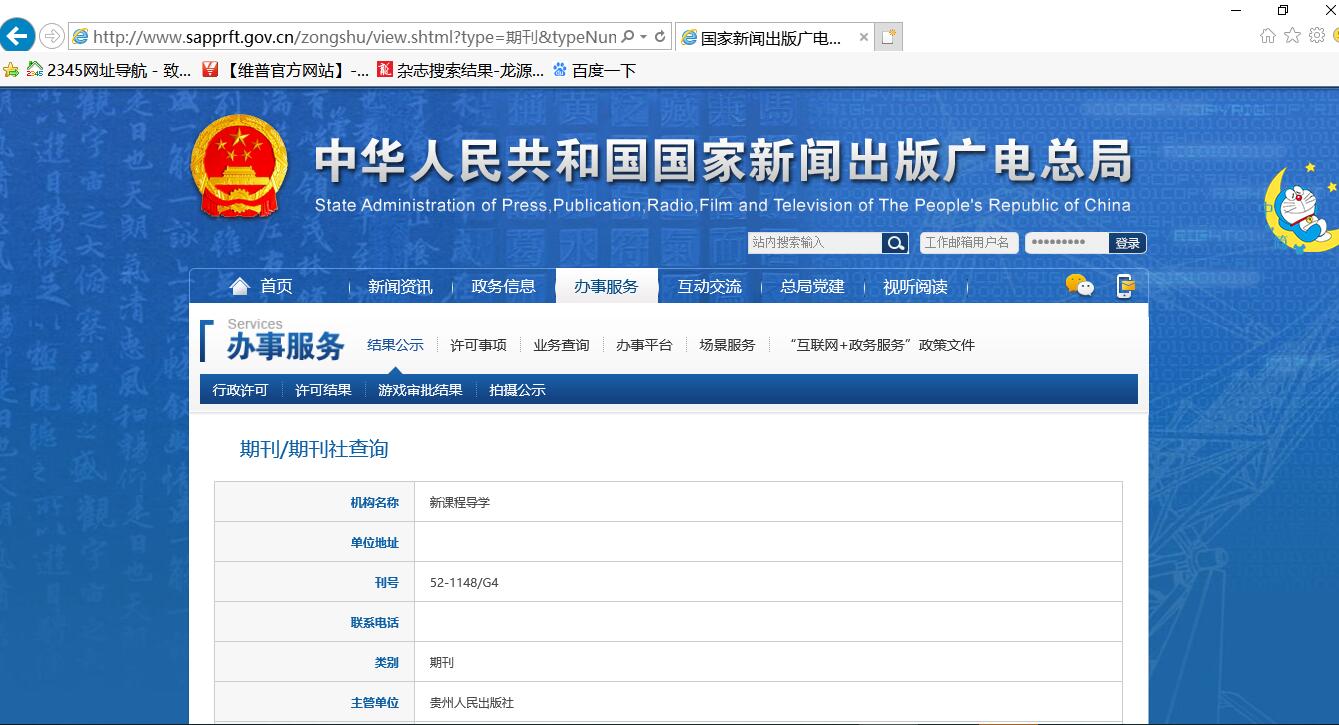 http://www.sapprft.gov.cn/zongshu/view.shtml?type=期刊&typeNun
国家新闻出版广电...
2345网址导航 - 致...
【维普官方网站】-...
杂志搜索结果-龙源...
百度一下
中华人民共和国国家新闻出版广电总局
State Administration of Press,Publication,Radio,Film and Television of The People's Republic of China
站内搜索输入
工作邮箱用户名
•••••••••
登录
首页
新闻资讯
政务信息
办事服务
互动交流
总局党建
视听阅读
Services
办事服务
结果公示
许可事项
业务查询
办事平台
场景服务
“互联网+政务服务”政策文件
行政许可
许可结果
游戏审批结果
拍摄公示
期刊/期刊社查询
机构名称 新课程导学
单位地址
刊号 52-1148/G4
联系电话
类别 期刊
主管单位 贵州人民出版社